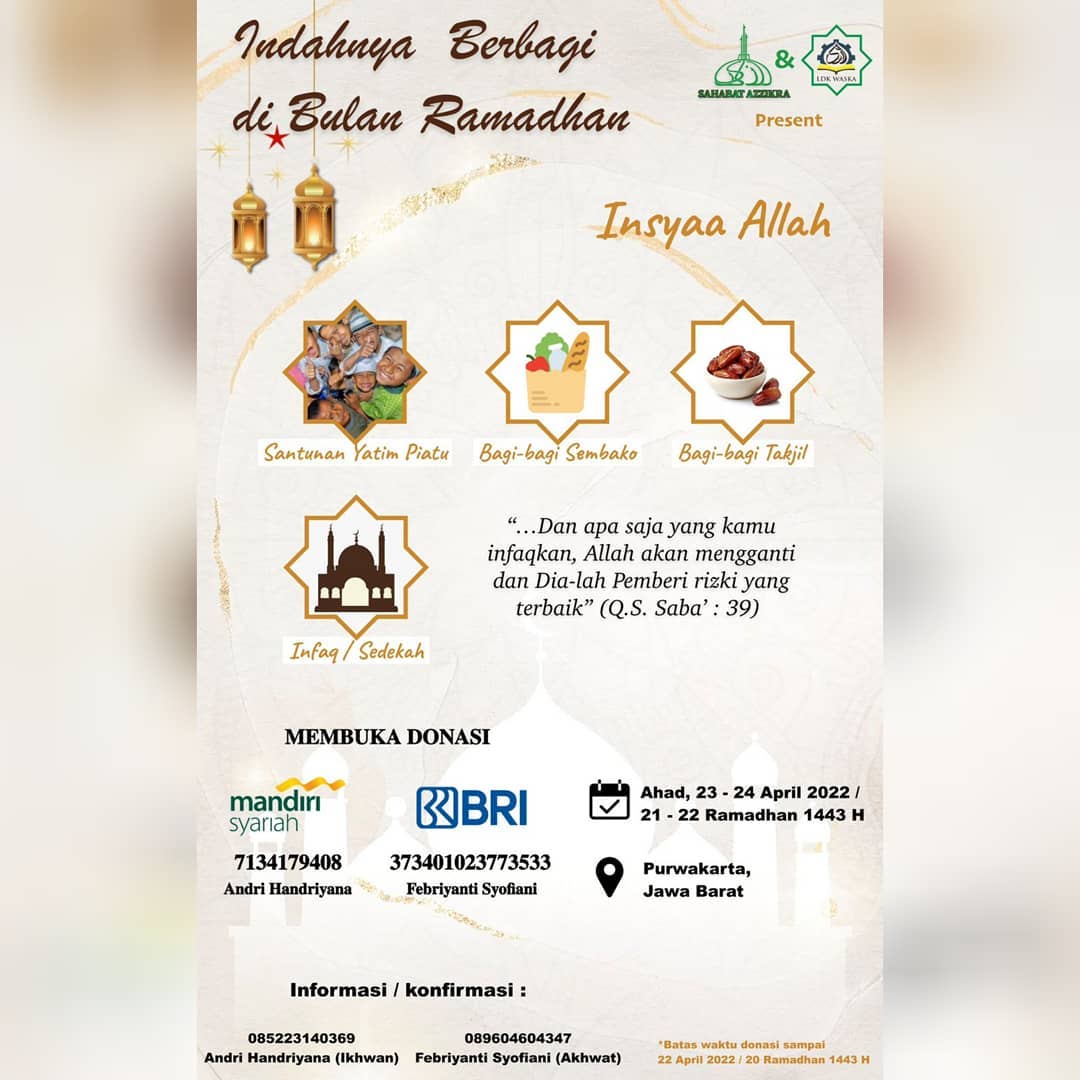 Indahnya Berbagi
di Bulan Ramadhan
SAHABAT AZZIKRA
&
LDK WASKA
Present
Insyaa Allah
Santunan Yatim Piatu
Bagi-bagi Sembako
Bagi-bagi Takjil
Infaq / Sedekah
“...Dan apa saja yang kamu
infaqkan, Allah akan mengganti
dan Dia-lah Pemberi rizki yang
terbaik” (Q.S. Saba’ : 39)
MEMBUKA DONASI
mandiri
syariah
7134179408
Andri Handriyana
BRI
373401023773533
Febriyanti Syofiani
Ahad, 23 - 24 April 2022 /
21 - 22 Ramadhan 1443 H
Purwakarta,
Jawa Barat
Informasi / konfirmasi :
085223140369
Andri Handriyana (Ikhwan)
089604604347
Febriyanti Syofiani (Akhwat)
*Batas waktu donasi sampai
22 April 2022 / 20 Ramadhan 1443 H